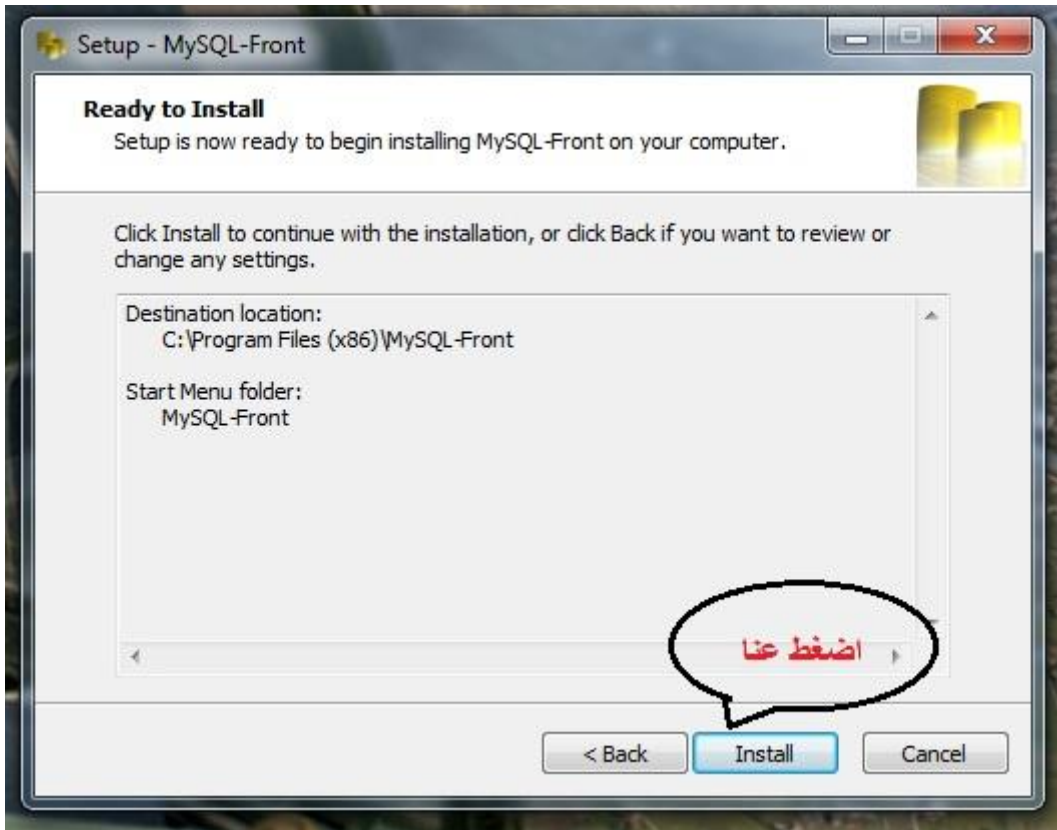 Setup - MySQL-Front
Ready to Install
Setup is now ready to begin installing MySQL-Front on your computer.
Click Install to continue with the installation, or click Back if you want to review or
change any settings.
Destination location:
C:\Program Files (x86)\MySQL-Front
Start Menu folder:
MySQL-Front
اضغط عنا
< Back
Install
Cancel